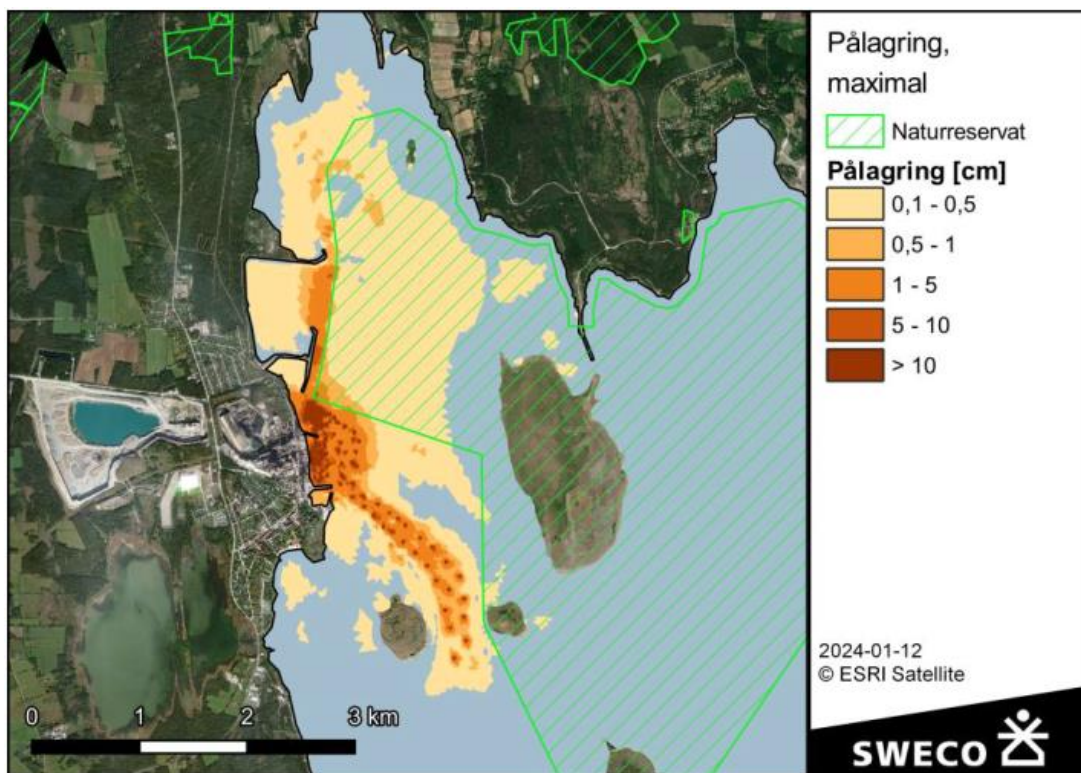 Pålagring,
maximal
Naturreservat
Pålagring [cm]
0,1 - 0,5
0,5 - 1
1 - 5
5 - 10
> 10
2024-01-12
© ESRI Satellite
SWECO
0 1 2 3 km